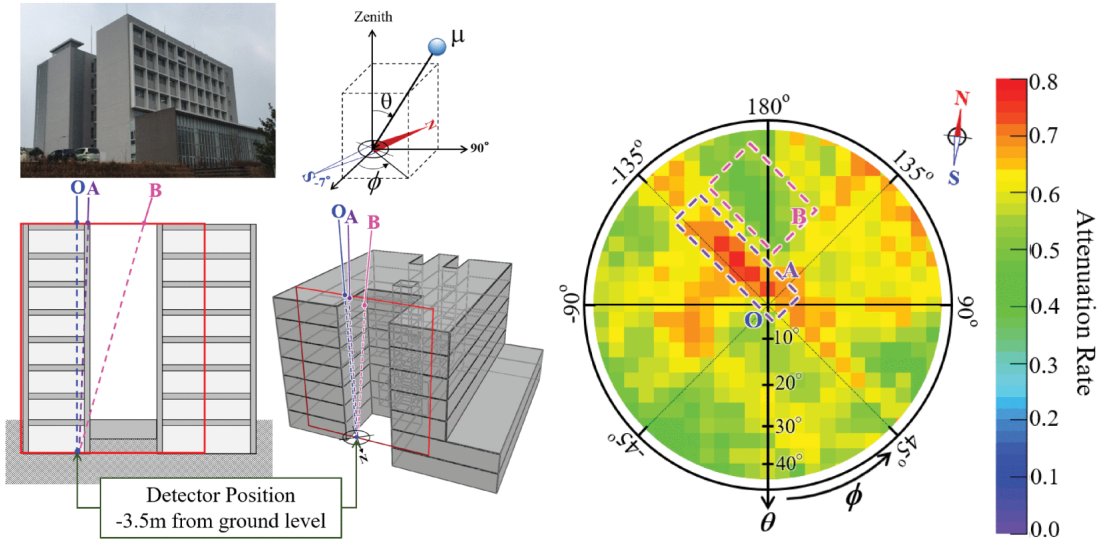 Zenith
μ
θ
N
90°
S
-7°
ϕ
O A B
O A B
z
Detector Position
-3.5m from ground level
180°
-135° 135°
N
S
B
A
-90° 90°
O
10°
20°
30°
40°
-45° 45°
θ
ϕ
0.8
0.7
0.6
0.5
0.4
0.3
0.2
0.1
0.0
Attenuation Rate